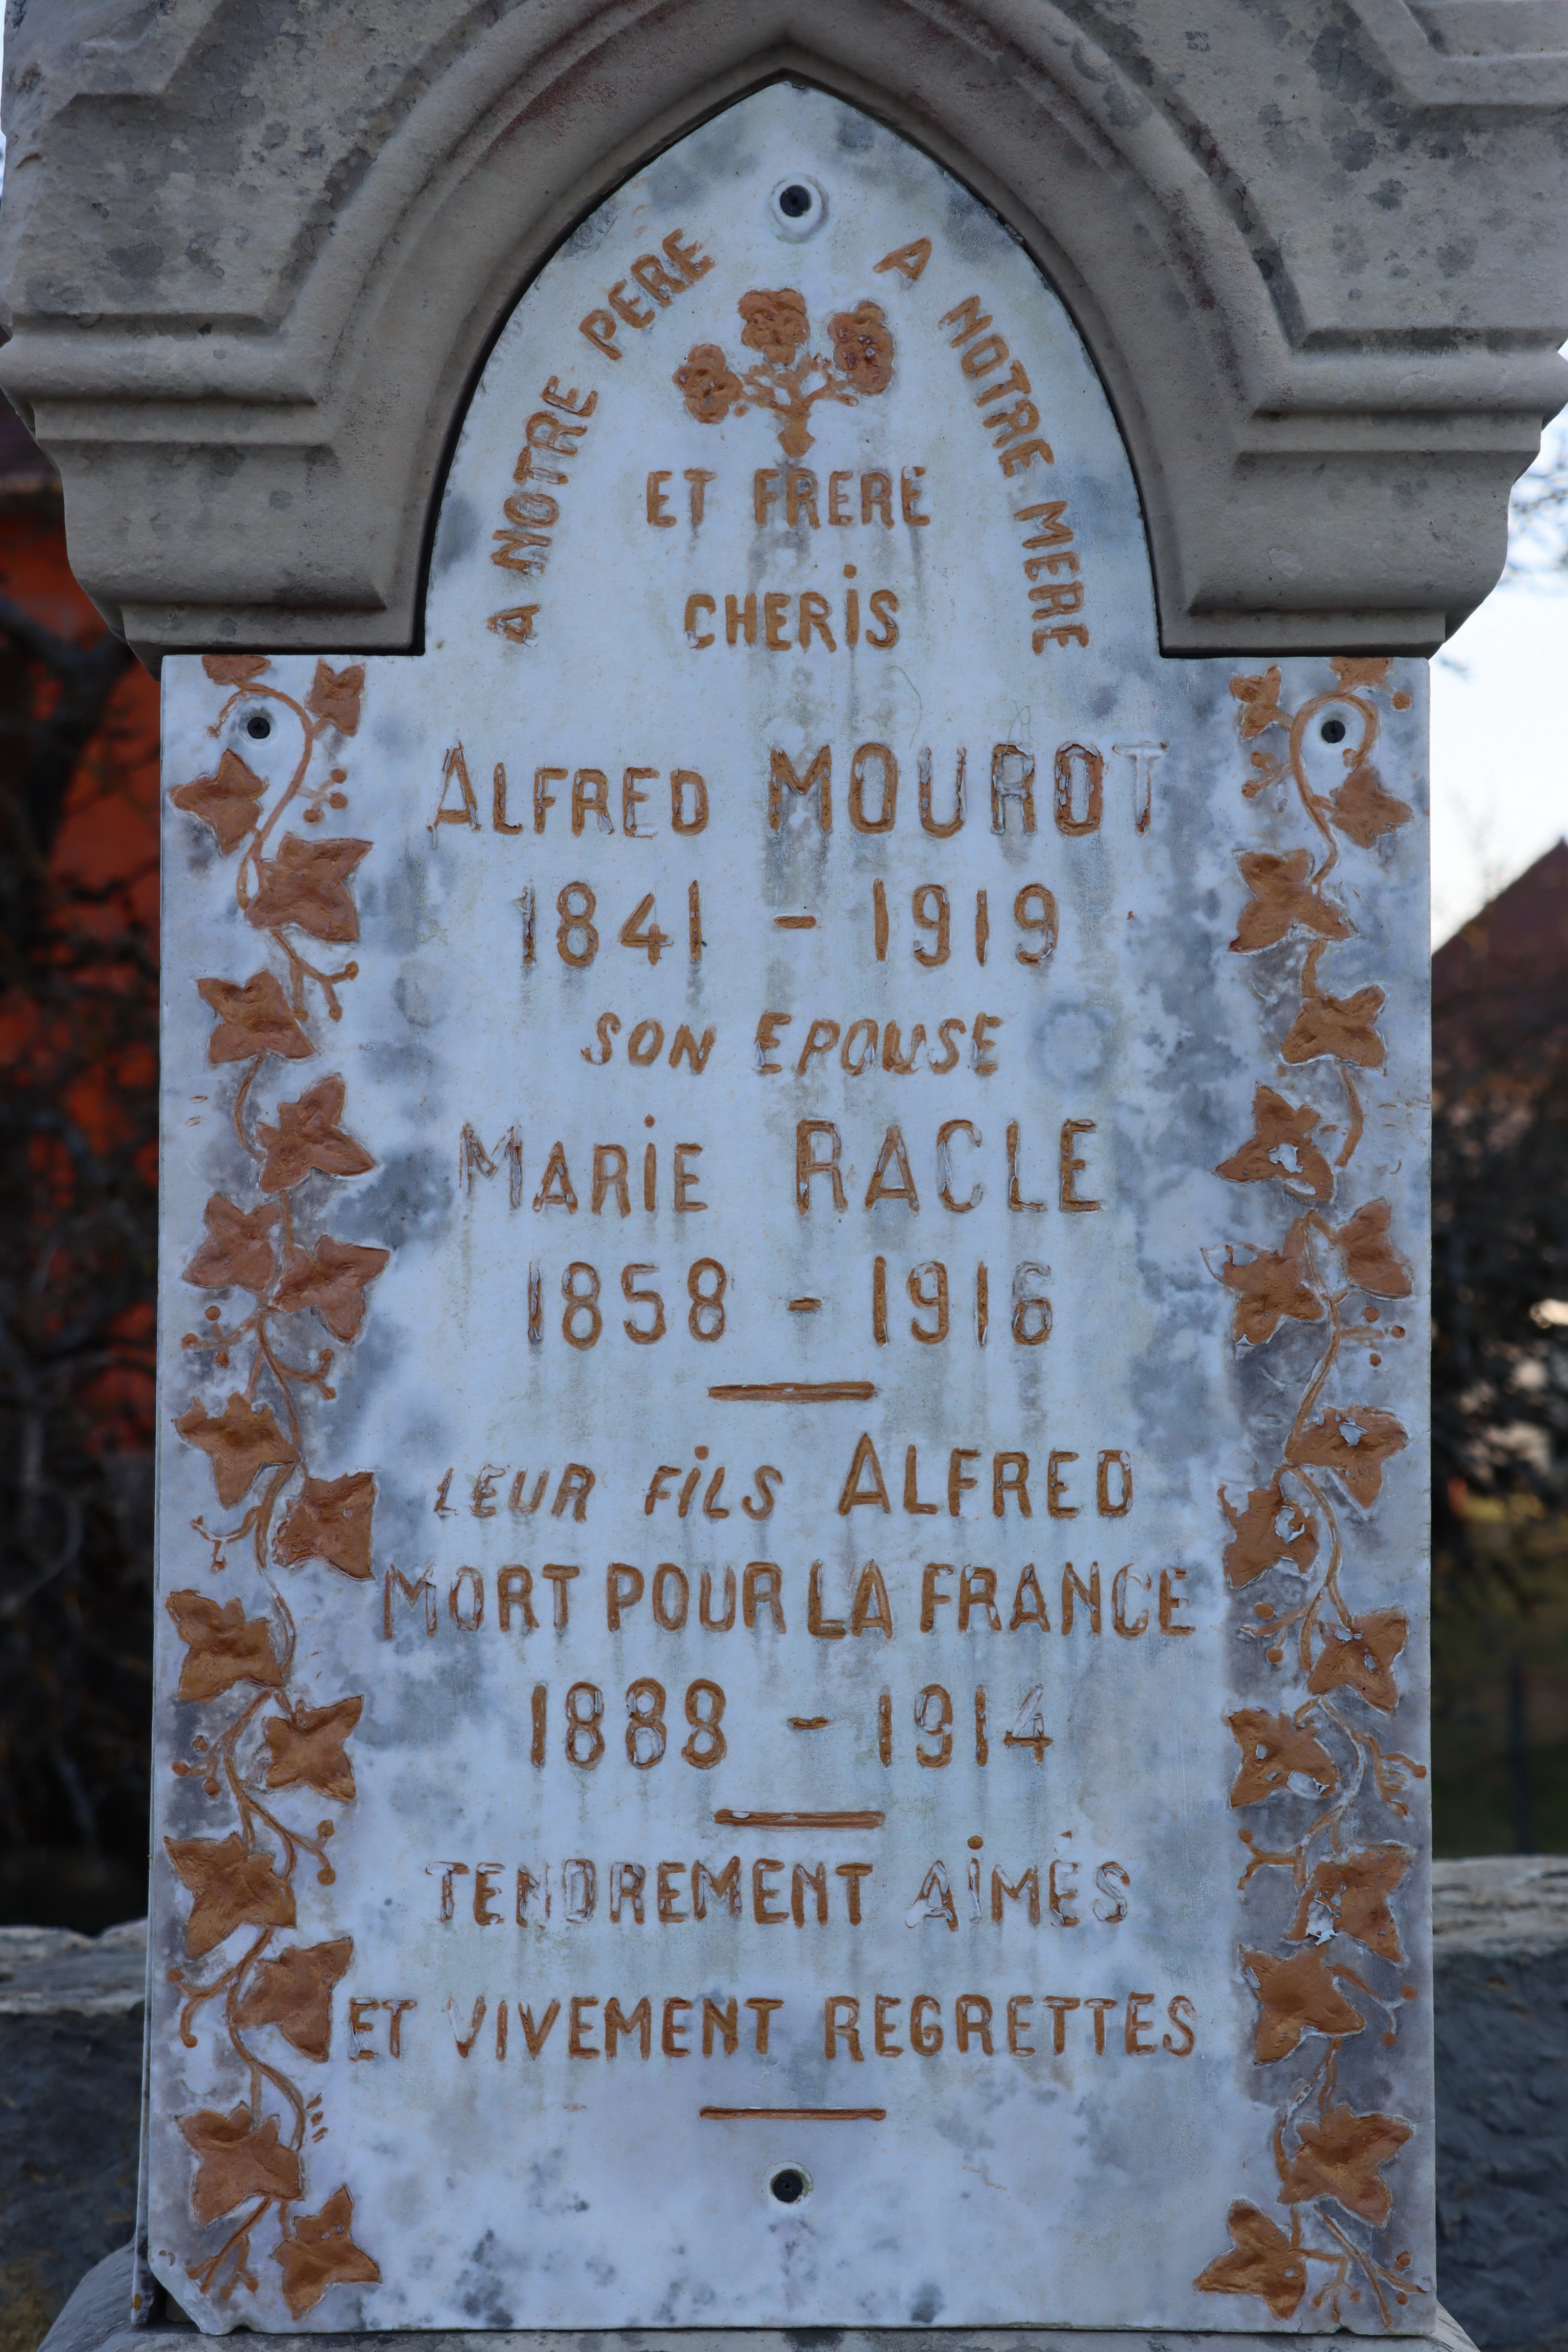 A NOTRE PERE
A NOTRE MERE
ET FRERE
CHERIS
ALFRED MOUROT
1841 - 1919
SON EPOUSE
MARIE RACLE
1858 - 1916
LEUR FILS ALFRED
MORT POUR LA FRANCE
1888 - 1914
TENDREMENT AIMÉS
ET VIVEMENT REGRETTES